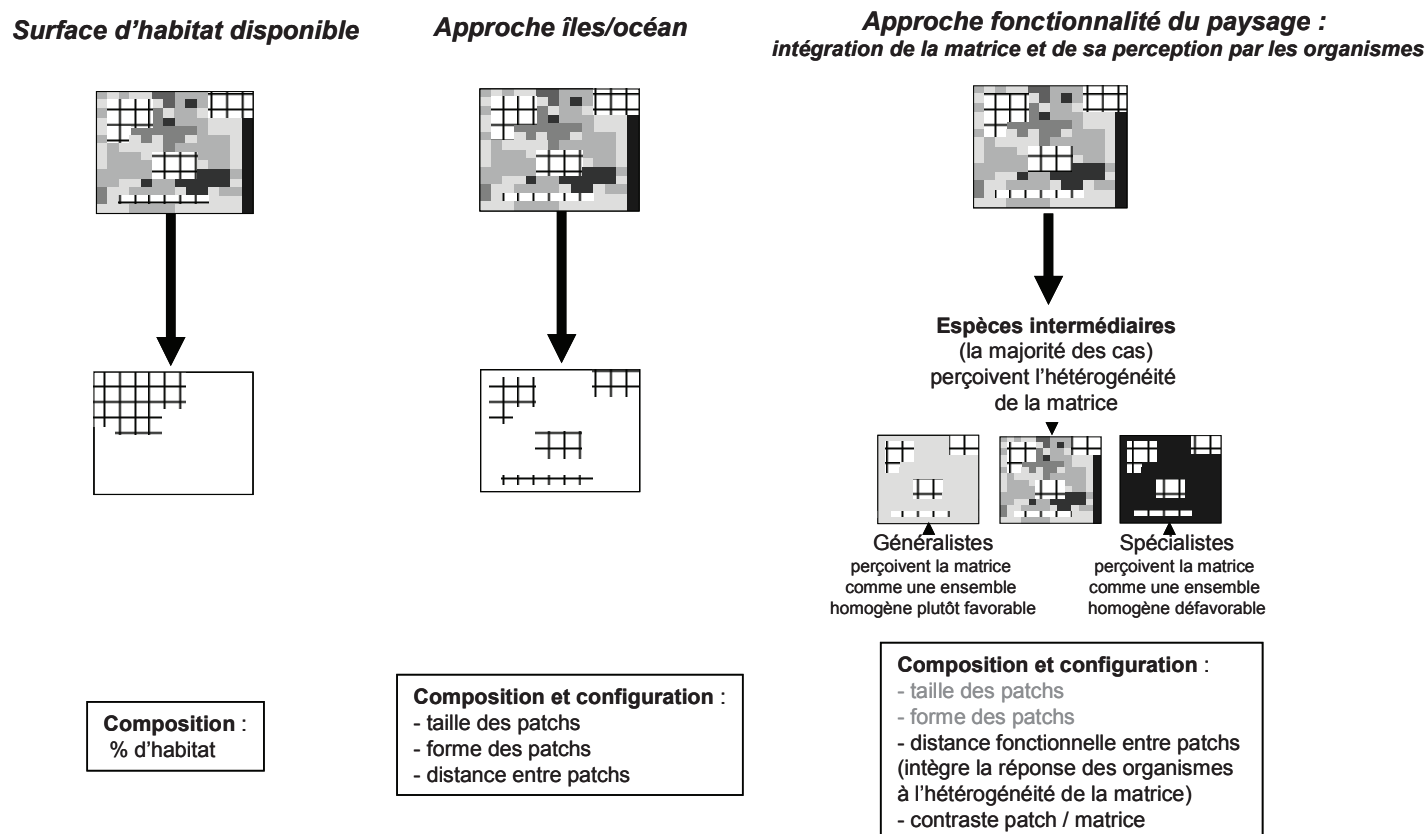 Surface d'habitat disponible
Approche îles/océan
Approche fonctionnalité du paysage :
intégration de la matrice et de sa perception par les organismes
Espèces intermédiaires
(la majorité des cas)
perçoivent l'hétérogénéité
de la matrice
Généralistes
perçoivent la matrice
comme une ensemble
homogène plutôt favorable
Spécialistes
perçoivent la matrice
comme une ensemble
homogène défavorable
Composition :
% d'habitat
Composition et configuration :
- taille des patchs
- forme des patchs
- distance entre patchs
Composition et configuration :
- taille des patchs
- forme des patchs
- distance fonctionnelle entre patchs
(intègre la réponse des organismes
à l'hétérogénéité de la matrice)
- contraste patch / matrice